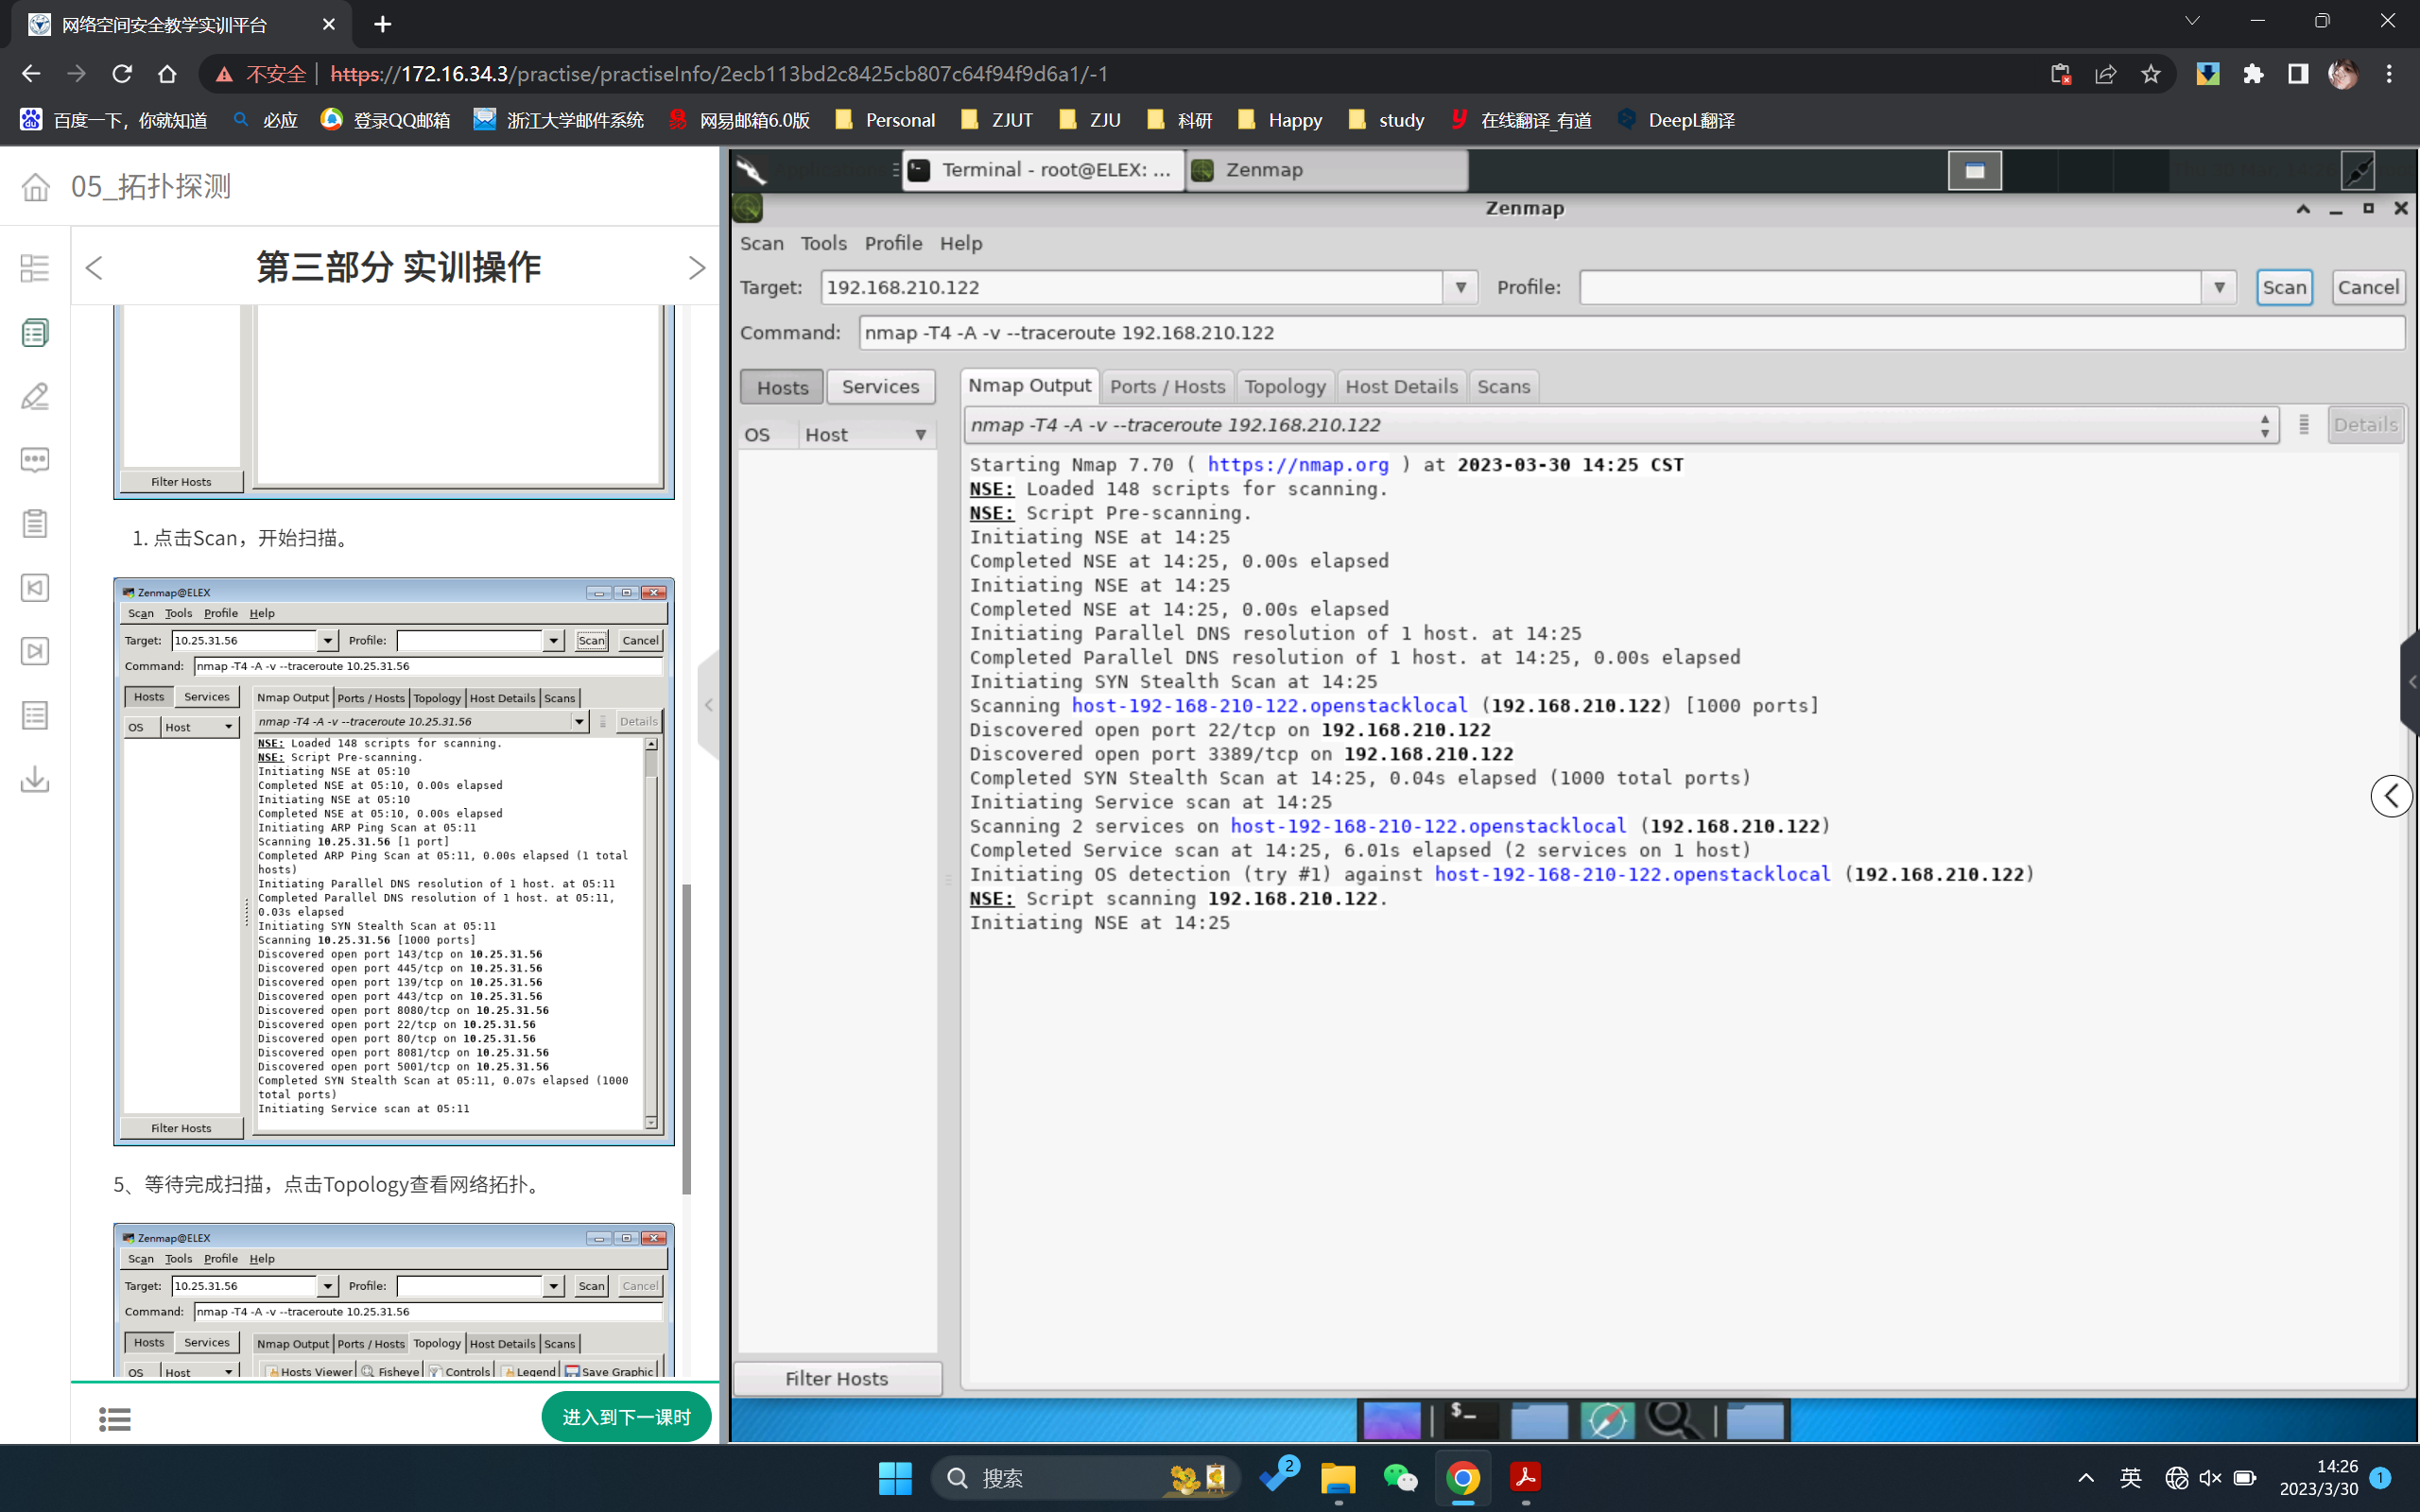 网络空间安全教学实训平台
不安全
https://172.16.34.3/practise/practiseInfo/2ecb113bd2c8425cb807c64f94f9d6a1/-1
百度一下，你就知道
必应
登录QQ邮箱
浙江大学邮件系统
网易邮箱6.0版
Personal
ZJUT
ZJU
科研
Happy
study
在线翻译_有道
DeepL翻译
05_拓扑探测
第三部分 实训操作
Filter Hosts
1. 点击Scan，开始扫描。
Zenmap@ELEX
Scan Tools Profile Help
Target: 10.25.31.56 Profile: Scan Cancel
Command: nmap -T4 -A -v --traceroute 10.25.31.56
Hosts Services Nmap Output Ports / Hosts Topology Host Details Scans
OS Host nmap -T4 -A -v --traceroute 10.25.31.56 Details
NSE: Loaded 148 scripts for scanning.
NSE: Script Pre-scanning.
Initiating NSE at 05:10
Completed NSE at 05:10, 0.00s elapsed
Initiating NSE at 05:10
Completed NSE at 05:10, 0.00s elapsed
Initiating ARP Ping Scan at 05:11
Scanning 10.25.31.56 [1 port]
Completed ARP Ping Scan at 05:11, 0.00s elapsed (1 total
hosts)
Initiating Parallel DNS resolution of 1 host. at 05:11
Completed Parallel DNS resolution of 1 host. at 05:11,
0.03s elapsed
Initiating SYN Stealth Scan at 05:11
Scanning 10.25.31.56 [1000 ports]
Discovered open port 143/tcp on 10.25.31.56
Discovered open port 445/tcp on 10.25.31.56
Discovered open port 139/tcp on 10.25.31.56
Discovered open port 443/tcp on 10.25.31.56
Discovered open port 8080/tcp on 10.25.31.56
Discovered open port 22/tcp on 10.25.31.56
Discovered open port 80/tcp on 10.25.31.56
Discovered open port 8081/tcp on 10.25.31.56
Discovered open port 5001/tcp on 10.25.31.56
Completed SYN Stealth Scan at 05:11, 0.07s elapsed (1000
total ports)
Initiating Service scan at 05:11
Filter Hosts
5、等待完成扫描，点击Topology查看网络拓扑。
Zenmap@ELEX
Scan Tools Profile Help
Target: 10.25.31.56 Profile: Scan Cancel
Command: nmap -T4 -A -v --traceroute 10.25.31.56
Hosts Services Nmap Output Ports / Hosts Topology Host Details Scans
OS Host Hosts Viewer Fisheye Controls Legend Save Graphic
进入到下一课时
Terminal - root@ELEX: ...
Zenmap
Zenmap
Scan Tools Profile Help
Target: 192.168.210.122 Profile: Scan Cancel
Command: nmap -T4 -A -v --traceroute 192.168.210.122
Hosts Services Nmap Output Ports / Hosts Topology Host Details Scans
OS Host nmap -T4 -A -v --traceroute 192.168.210.122 Details
Starting Nmap 7.70 ( https://nmap.org ) at 2023-03-30 14:25 CST
NSE: Loaded 148 scripts for scanning.
NSE: Script Pre-scanning.
Initiating NSE at 14:25
Completed NSE at 14:25, 0.00s elapsed
Initiating NSE at 14:25
Completed NSE at 14:25, 0.00s elapsed
Initiating Parallel DNS resolution of 1 host. at 14:25
Completed Parallel DNS resolution of 1 host. at 14:25, 0.00s elapsed
Initiating SYN Stealth Scan at 14:25
Scanning host-192-168-210-122.openstacklocal (192.168.210.122) [1000 ports]
Discovered open port 22/tcp on 192.168.210.122
Discovered open port 3389/tcp on 192.168.210.122
Completed SYN Stealth Scan at 14:25, 0.04s elapsed (1000 total ports)
Initiating Service scan at 14:25
Scanning 2 services on host-192-168-210-122.openstacklocal (192.168.210.122)
Completed Service scan at 14:25, 6.01s elapsed (2 services on 1 host)
Initiating OS detection (try #1) against host-192-168-210-122.openstacklocal (192.168.210.122)
NSE: Script scanning 192.168.210.122.
Initiating NSE at 14:25
Filter Hosts
搜索
2
英
14:26
2023/3/30
1